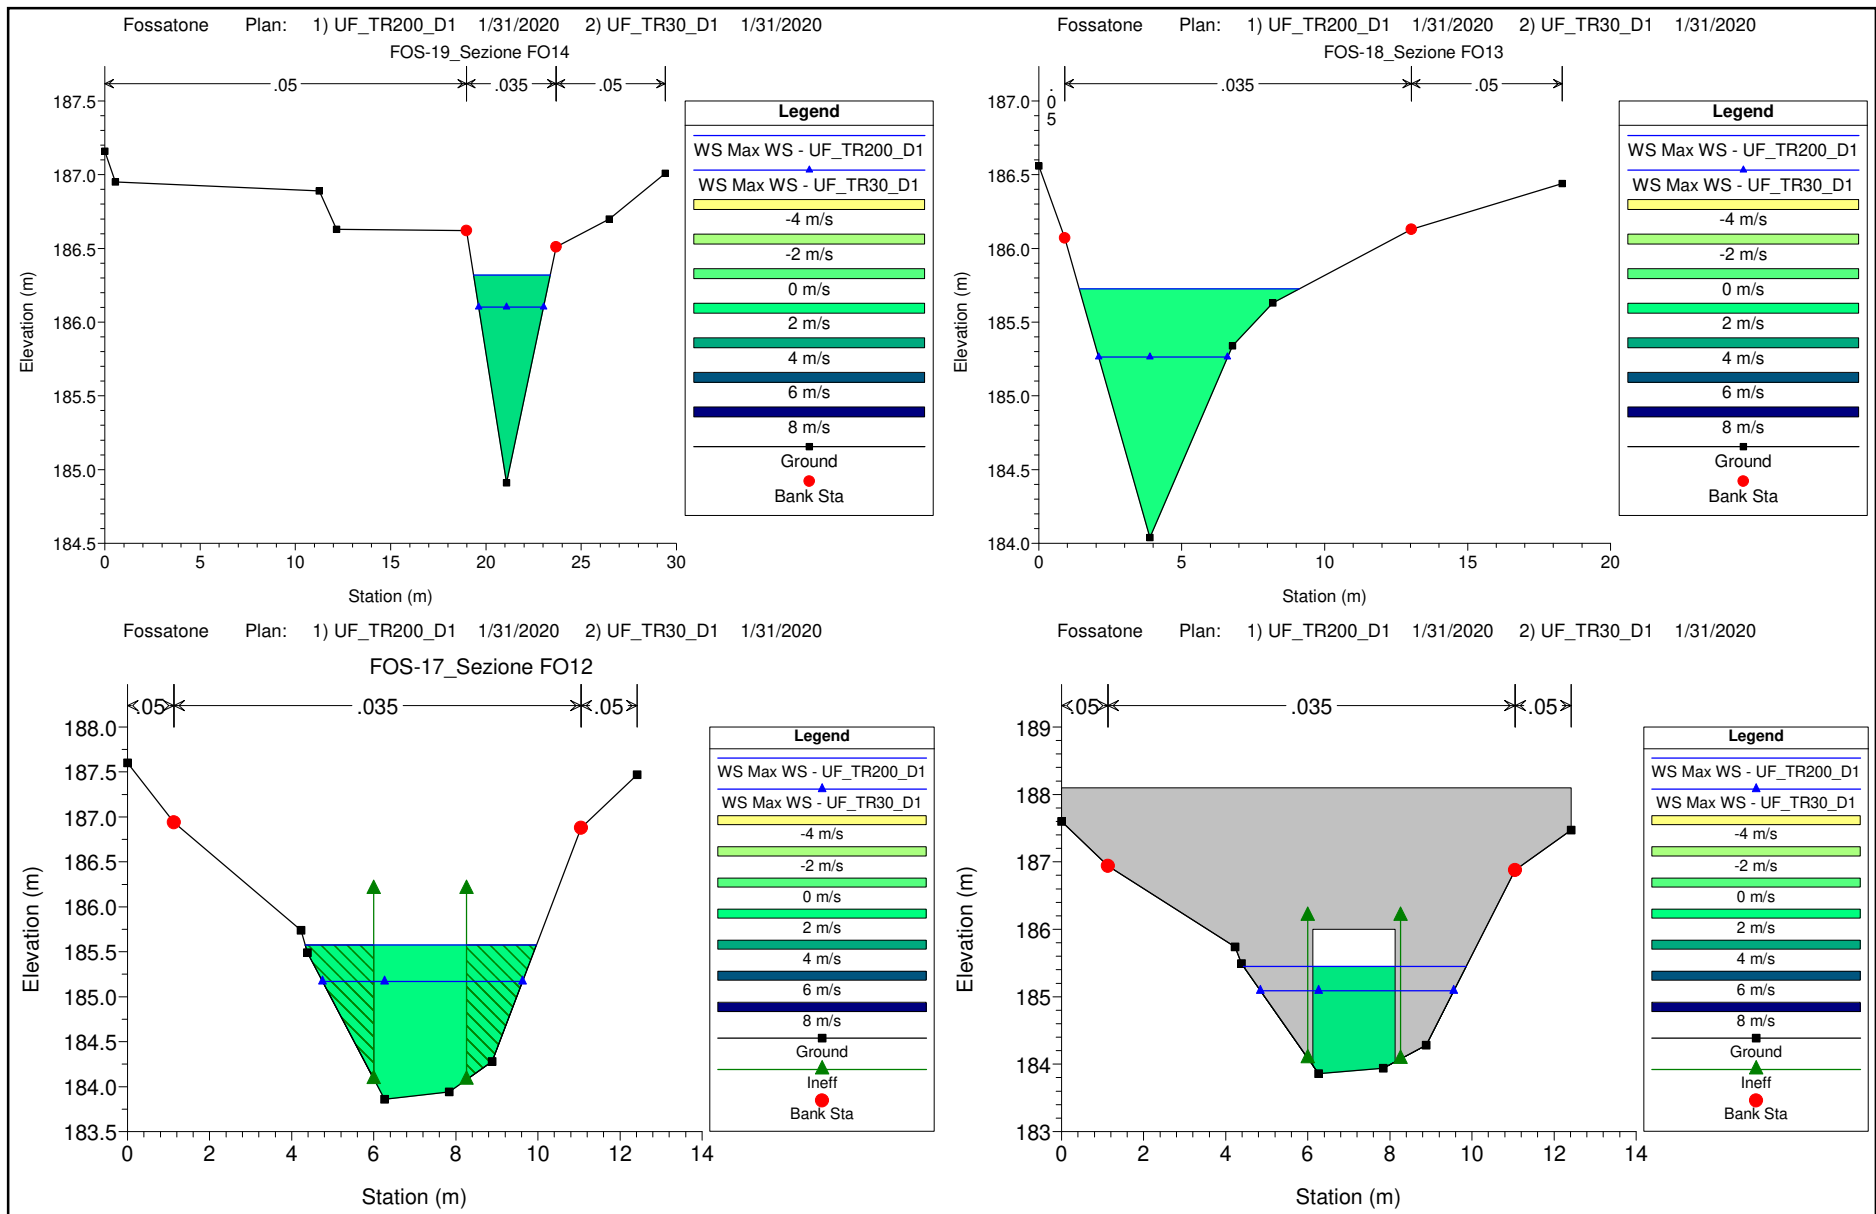 Fossatone Plan: 1) UF_TR200_D1 1/31/2020 2) UF_TR30_D1 1/31/2020
FOS-19_Sezione FO14
.05 .035 .05
187.5
187.0
186.5
186.0
185.5
185.0
184.5
Elevation (m)
0 5 10 15 20 25 30
Station (m)
Legend
WS Max WS - UF_TR200_D1
WS Max WS - UF_TR30_D1
-4 m/s
-2 m/s
0 m/s
2 m/s
4 m/s
6 m/s
8 m/s
Ground
Bank Sta
Fossatone Plan: 1) UF_TR200_D1 1/31/2020 2) UF_TR30_D1 1/31/2020
FOS-18_Sezione FO13
.05 .035 .05
187.0
186.5
186.0
185.5
185.0
184.5
184.0
Elevation (m)
0 5 10 15 20
Station (m)
Legend
WS Max WS - UF_TR200_D1
WS Max WS - UF_TR30_D1
-4 m/s
-2 m/s
0 m/s
2 m/s
4 m/s
6 m/s
8 m/s
Ground
Bank Sta
Fossatone Plan: 1) UF_TR200_D1 1/31/2020 2) UF_TR30_D1 1/31/2020
FOS-17_Sezione FO12
.05 .035 .05
188.0
187.5
187.0
186.5
186.0
185.5
185.0
184.5
184.0
183.5
Elevation (m)
0 2 4 6 8 10 12 14
Station (m)
Legend
WS Max WS - UF_TR200_D1
WS Max WS - UF_TR30_D1
-4 m/s
-2 m/s
0 m/s
2 m/s
4 m/s
6 m/s
8 m/s
Ground
Ineff
Bank Sta
Fossatone Plan: 1) UF_TR200_D1 1/31/2020 2) UF_TR30_D1 1/31/2020
.05 .035 .05
189
188
187
186
185
184
183
Elevation (m)
0 2 4 6 8 10 12 14
Station (m)
Legend
WS Max WS - UF_TR200_D1
WS Max WS - UF_TR30_D1
-4 m/s
-2 m/s
0 m/s
2 m/s
4 m/s
6 m/s
8 m/s
Ground
Ineff
Bank Sta